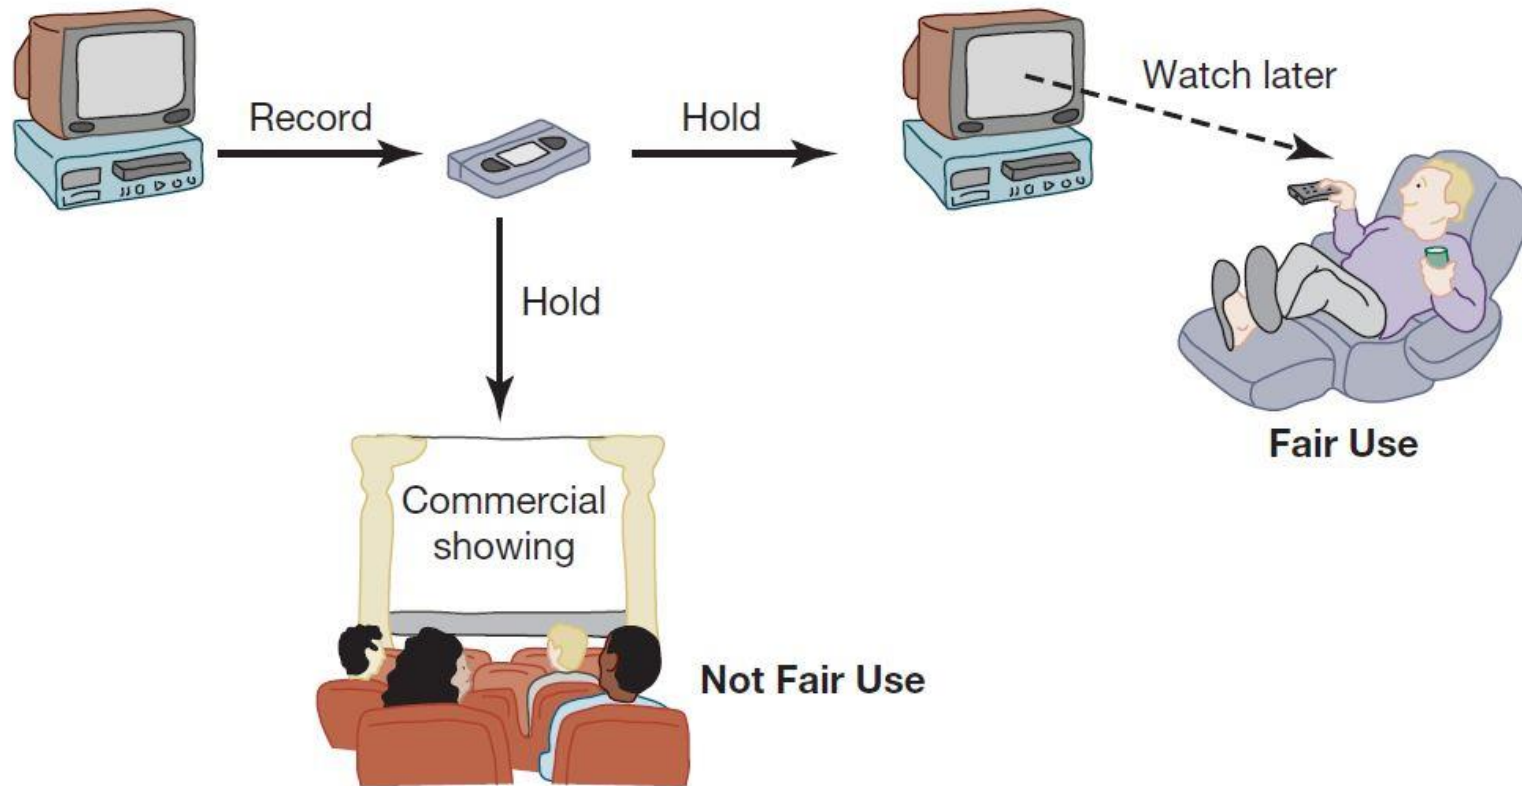 Record
Hold
Watch later
Hold
Fair Use
Commercial
showing
Not Fair Use